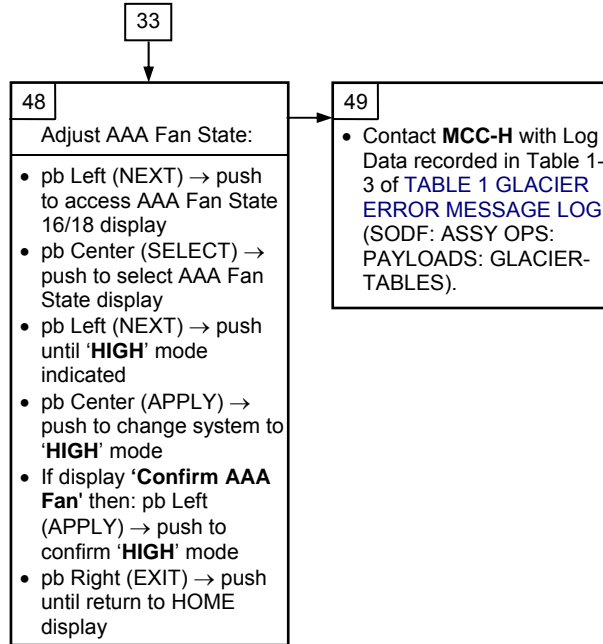 33
48
Adjust AAA Fan State:
• pb Left (NEXT) → push
to access AAA Fan State
16/18 display
• pb Center (SELECT) →
push to select AAA Fan
State display
• pb Left (NEXT) → push
until ‘HIGH’ mode
indicated
• pb Center (APPLY) →
push to change system to
‘HIGH’ mode
• If display ‘Confirm AAA
Fan' then: pb Left
(APPLY) → push to
confirm ‘HIGH’ mode
• pb Right (EXIT) → push
until return to HOME
display
49
• Contact MCC-H with Log
Data recorded in Table 1-
3 of TABLE 1 GLACIER
ERROR MESSAGE LOG
(SODF: ASSY OPS:
PAYLOADS: GLACIER-
TABLES).